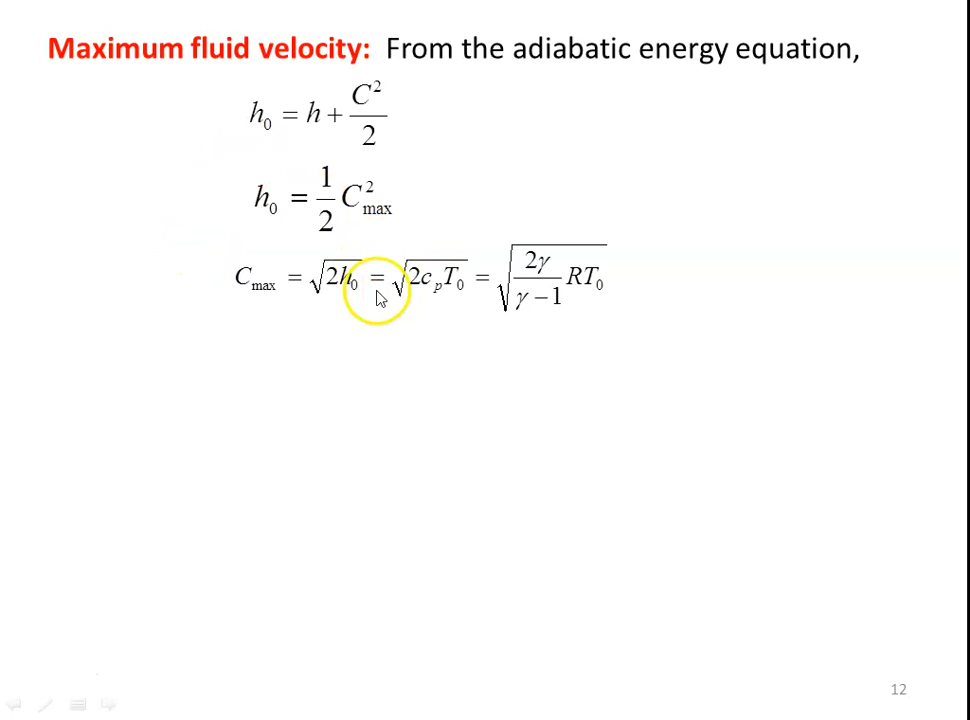 Maximum fluid velocity: From the adiabatic energy equation,
h₀ = h + C²/2
h₀ = 1/2 C²max
Cmax = √(2h₀) = √(2cₚT₀) = √(2γ/(γ−1) RT₀)
12